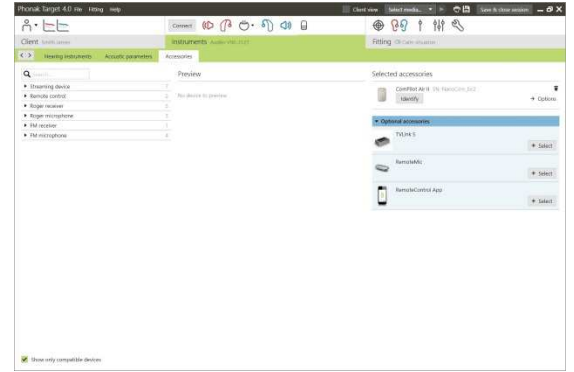 Phonak Target 4.0 File Fitting Help
Client view Select media... Save & close session
Connect
Client
Instruments
Fitting
Hearing instruments Acoustic parameters Accessories
Search
Preview
Selected accessories
Streaming device
Remote control
Roger receiver
Roger microphone
FM receiver
FM microphone
No device to preview
ComPilot Air II
Identify
Options
Optional accessories
TVLink S
Select
RemoteMic
Select
RemoteControl App
Select
Show only compatible devices